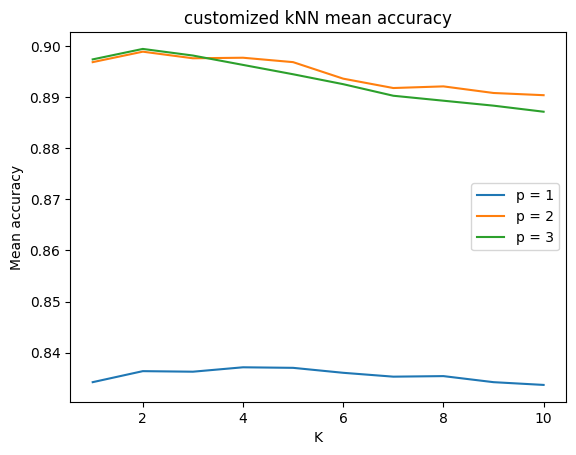 customized kNN mean accuracy
0.90
0.89
0.88
0.87
0.86
0.85
0.84
Mean accuracy
p = 1
p = 2
p = 3
2
4
6
8
10
K